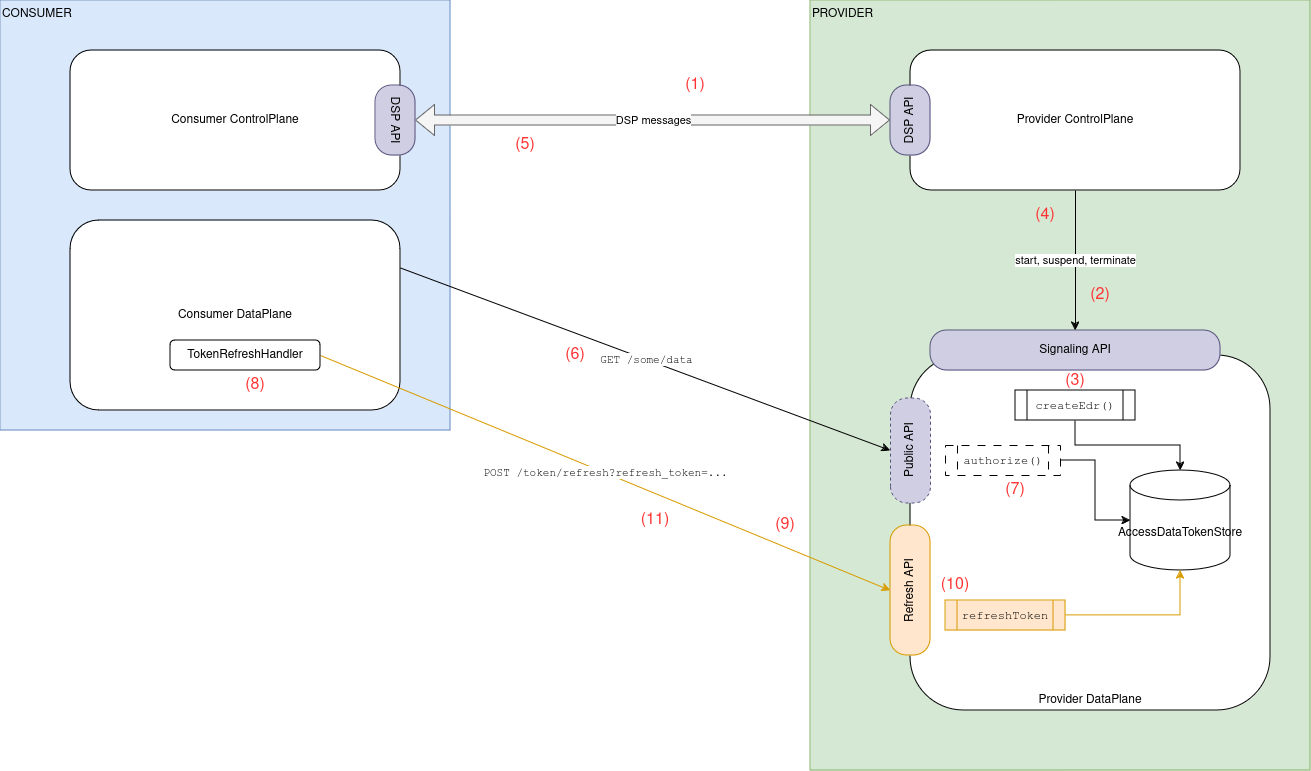 CONSUMER
PROVIDER
(1)
Consumer ControlPlane
DSP API
DSP messages
DSP API
Provider ControlPlane
(5)
(4)
start, suspend, terminate
(2)
Consumer DataPlane
TokenRefreshHandler
(8)
(6)
GET /some/data
Signaling API
(3)
createEdr()
Public API
authorize()
(7)
POST /token/refresh?refresh_token=...
(11)
(9)
AccessDataTokenStore
Refresh API
(10)
refreshToken
Provider DataPlane